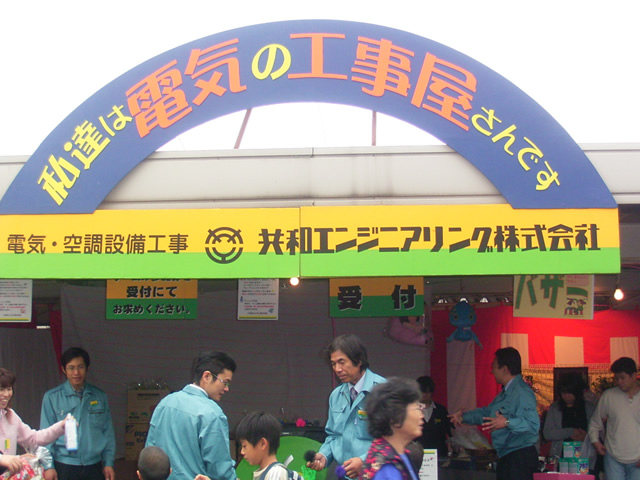 私達は電気の工事屋さんです
電気・空調設備工事 共和エンジニアリング株式会社
受付にて
お求めください。
受付
バザー